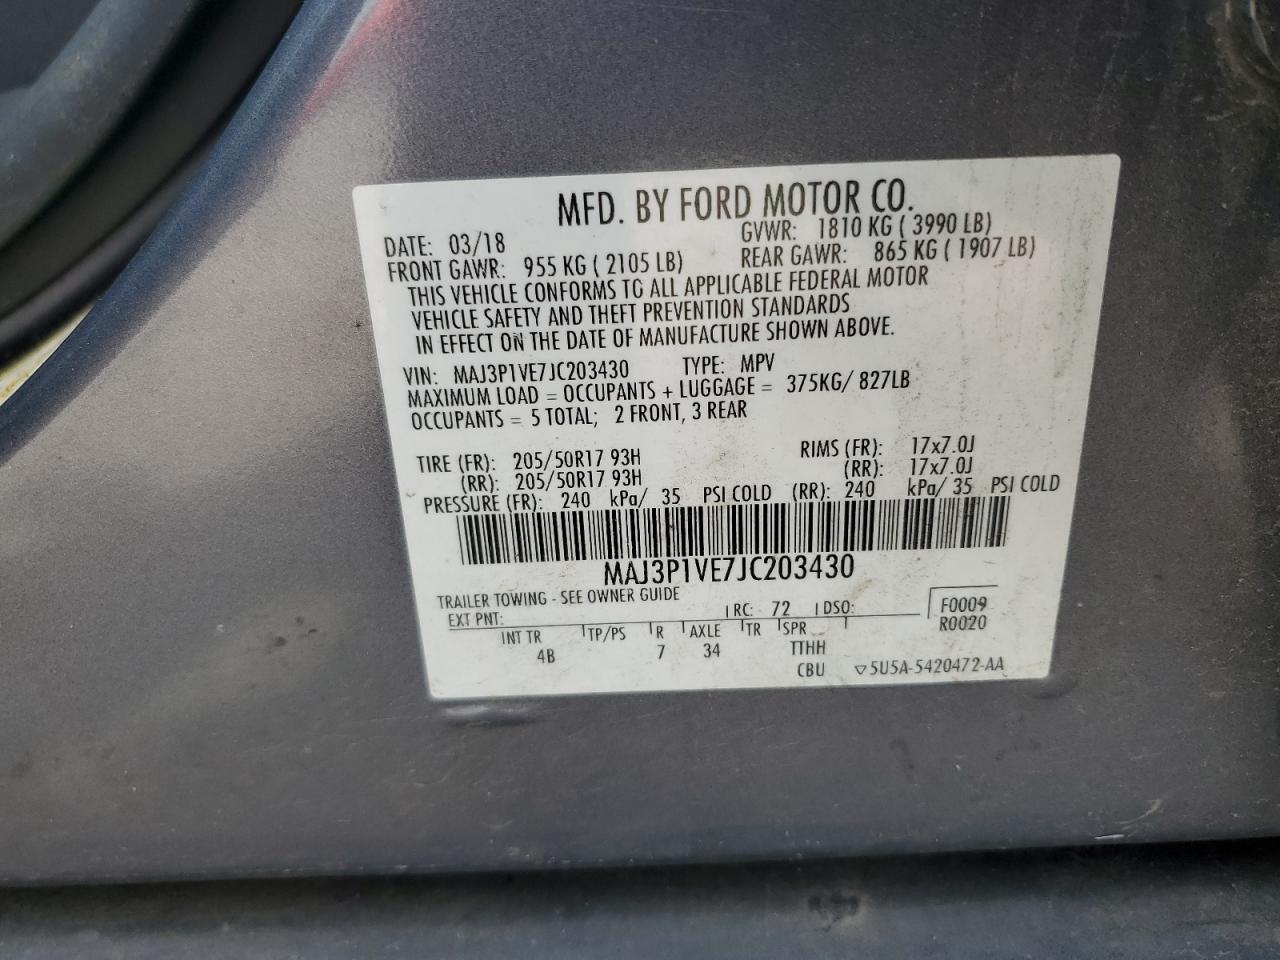 MFD. BY FORD MOTOR CO.
DATE: 03/18 GVWR: 1810 KG ( 3990 LB)
FRONT GAWR: 955 KG ( 2105 LB) REAR GAWR: 865 KG ( 1907 LB)
THIS VEHICLE CONFORMS TO ALL APPLICABLE FEDERAL MOTOR
VEHICLE SAFETY AND THEFT PREVENTION STANDARDS
IN EFFECT ON THE DATE OF MANUFACTURE SHOWN ABOVE.
VIN: MAJ3P1VE7JC203430 TYPE: MPV
MAXIMUM LOAD = OCCUPANTS + LUGGAGE = 375KG/ 827LB
OCCUPANTS = 5 TOTAL; 2 FRONT, 3 REAR
TIRE (FR): 205/50R17 93H RIMS (FR): 17x7.0J
(RR): 205/50R17 93H (RR): 17x7.0J
PRESSURE (FR): 240 kPa/ 35 PSI COLD (RR): 240 kPa/ 35 PSI COLD
MAJ3P1VE7JC203430
TRAILER TOWING - SEE OWNER GUIDE
EXT PNT: RC: 72 DSO: F0009
INT TR TP/PS R AXLE TR SPR R0020
4B 7 34 TTHH
CBU ▽5U5A-5420472-AA